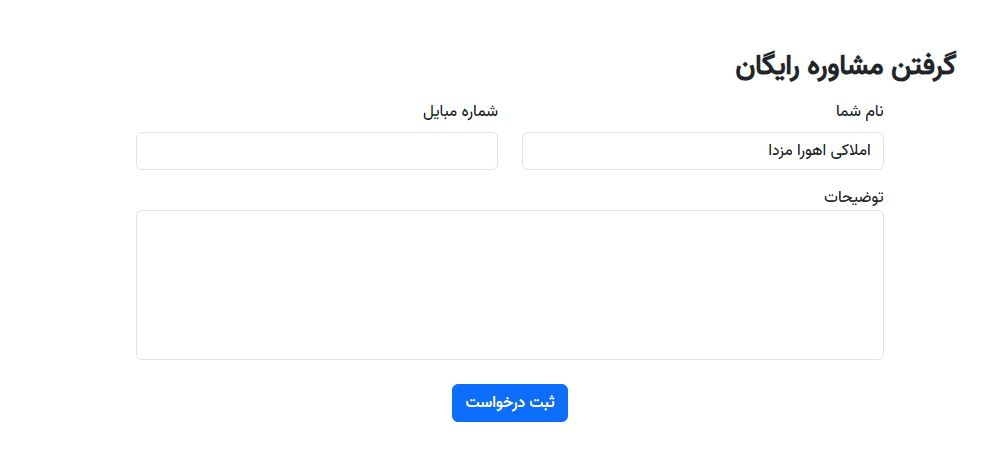 گرفتن مشاوره رایگان
نام شما
شماره مبایل
املاکی اهورا مزدا
توضیحات
ثبت درخواست